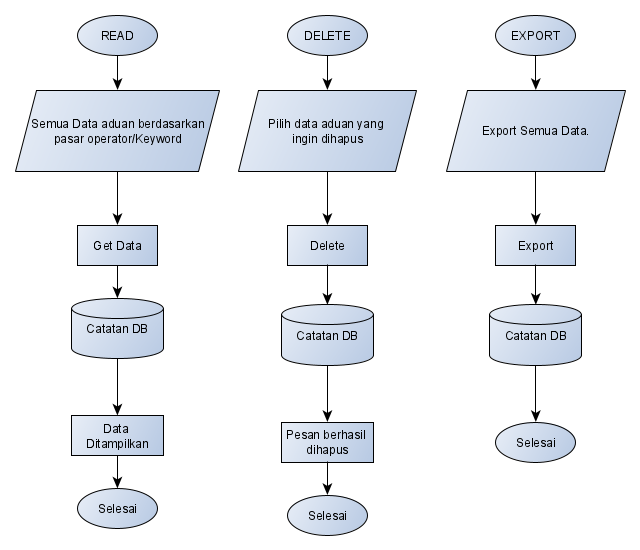 READ
Semua Data aduan berdasarkan
pasar operator/Keyword
Get Data
Catatan DB
Data
Ditampilkan
Selesai
DELETE
Pilih data aduan yang
ingin dihapus
Delete
Catatan DB
Pesan berhasil
dihapus
Selesai
EXPORT
Export Semua Data.
Export
Catatan DB
Selesai